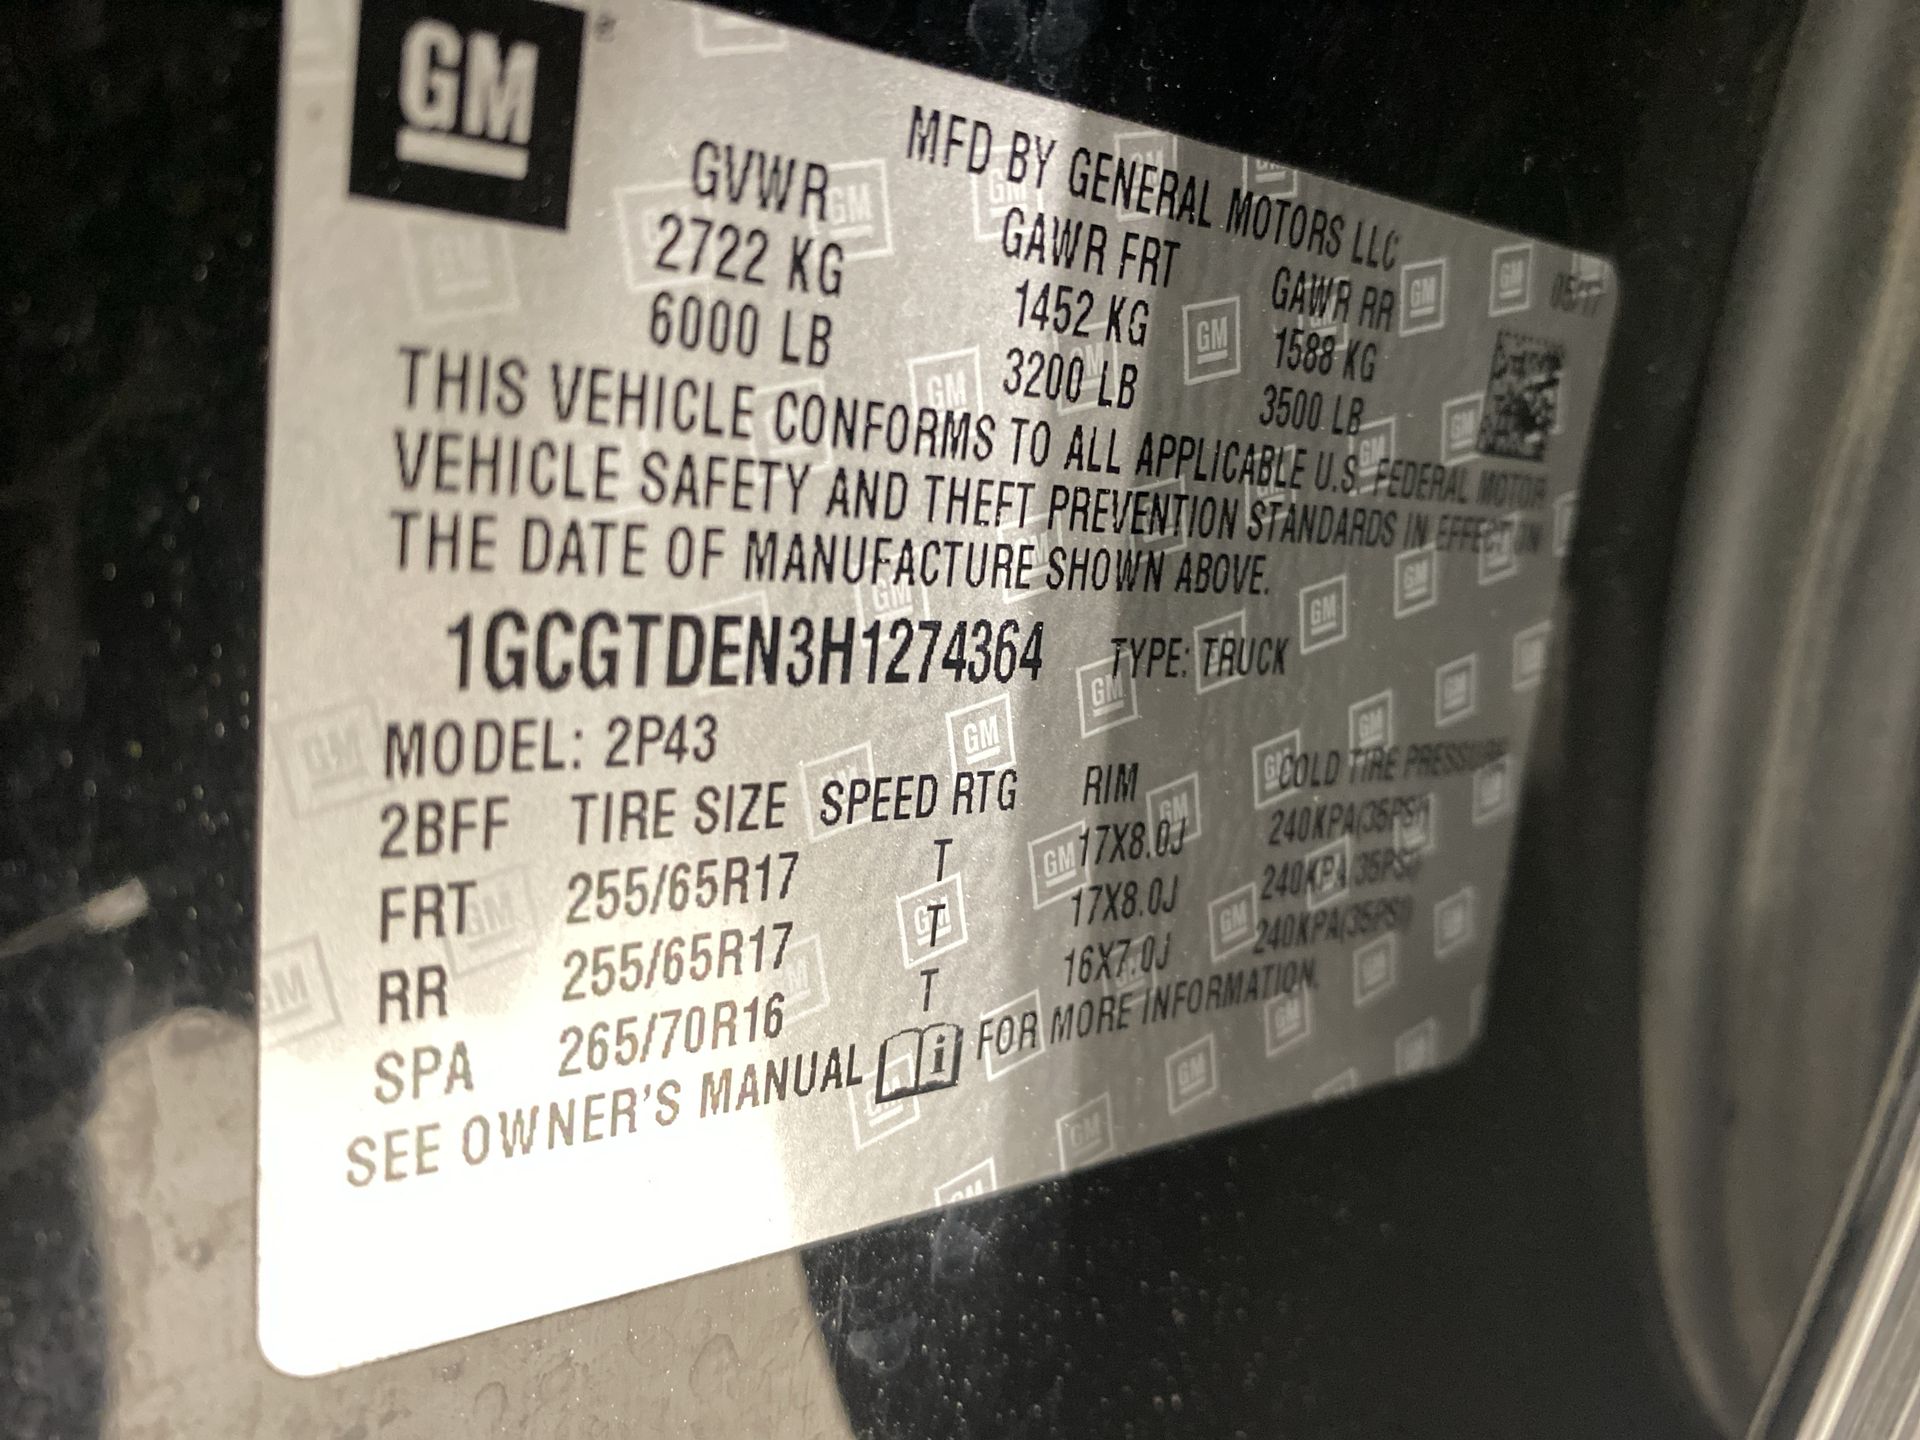 GM
MFD BY GENERAL MOTORS LLC
05/17
GVWR GAWR FRT GAWR RR
2722 KG 1452 KG 1588 KG
6000 LB 3200 LB 3500 LB
THIS VEHICLE CONFORMS TO ALL APPLICABLE U.S. FEDERAL MOTOR
VEHICLE SAFETY AND THEFT PREVENTION STANDARDS IN EFFECT ON
THE DATE OF MANUFACTURE SHOWN ABOVE.
1GCGTDEN3H1274364 TYPE: TRUCK
MODEL: 2P43
2BFF TIRE SIZE SPEED RTG RIM COLD TIRE PRESSURE
FRT 255/65R17 T 17X8.0J 240KPA(35PSI)
RR 255/65R17 T 17X8.0J 240KPA(35PSI)
SPA 265/70R16 T 16X7.0J 240KPA(35PSI)
SEE OWNER'S MANUAL i FOR MORE INFORMATION.